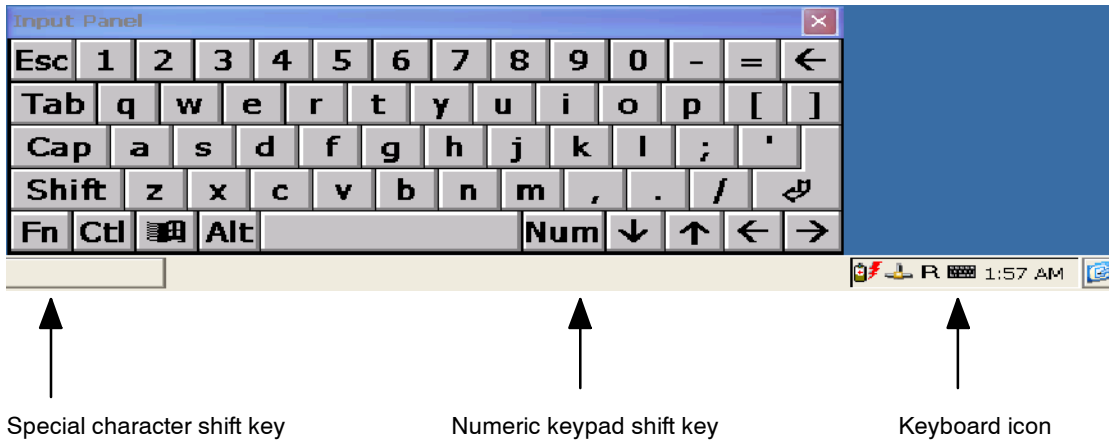 Input Panel
Esc 1 2 3 4 5 6 7 8 9 0 - = ←
Tab q w e r t y u i o p [ ]
Cap a s d f g h j k l ; '
Shift z x c v b n m , . /
Fn Ctl Alt Num ↓ ↑ ← →
R 1:57 AM
Special character shift key Numeric keypad shift key Keyboard icon